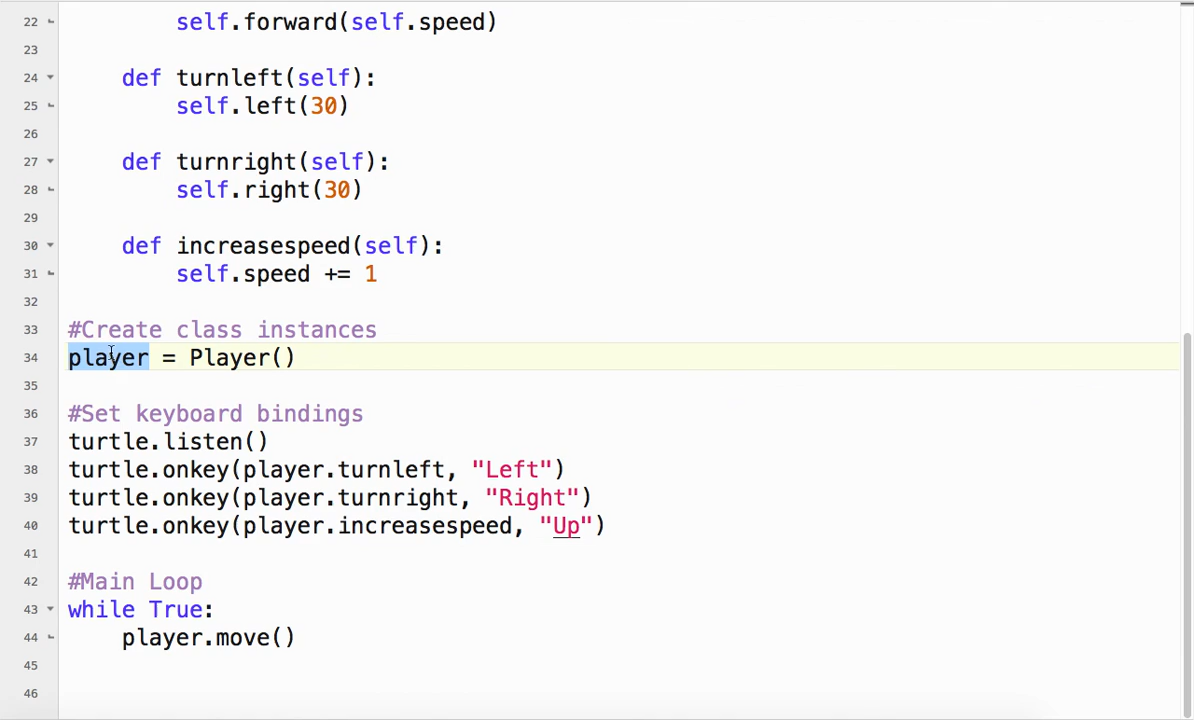 22 self.forward(self.speed)
23
24 def turnleft(self):
25 self.left(30)
26
27 def turnright(self):
28 self.right(30)
29
30 def increasespeed(self):
31 self.speed += 1
32
33 #Create class instances
34 player = Player()
35
36 #Set keyboard bindings
37 turtle.listen()
38 turtle.onkey(player.turnleft, "Left")
39 turtle.onkey(player.turnright, "Right")
40 turtle.onkey(player.increasespeed, "Up")
41
42 #Main Loop
43 while True:
44 player.move()
45
46